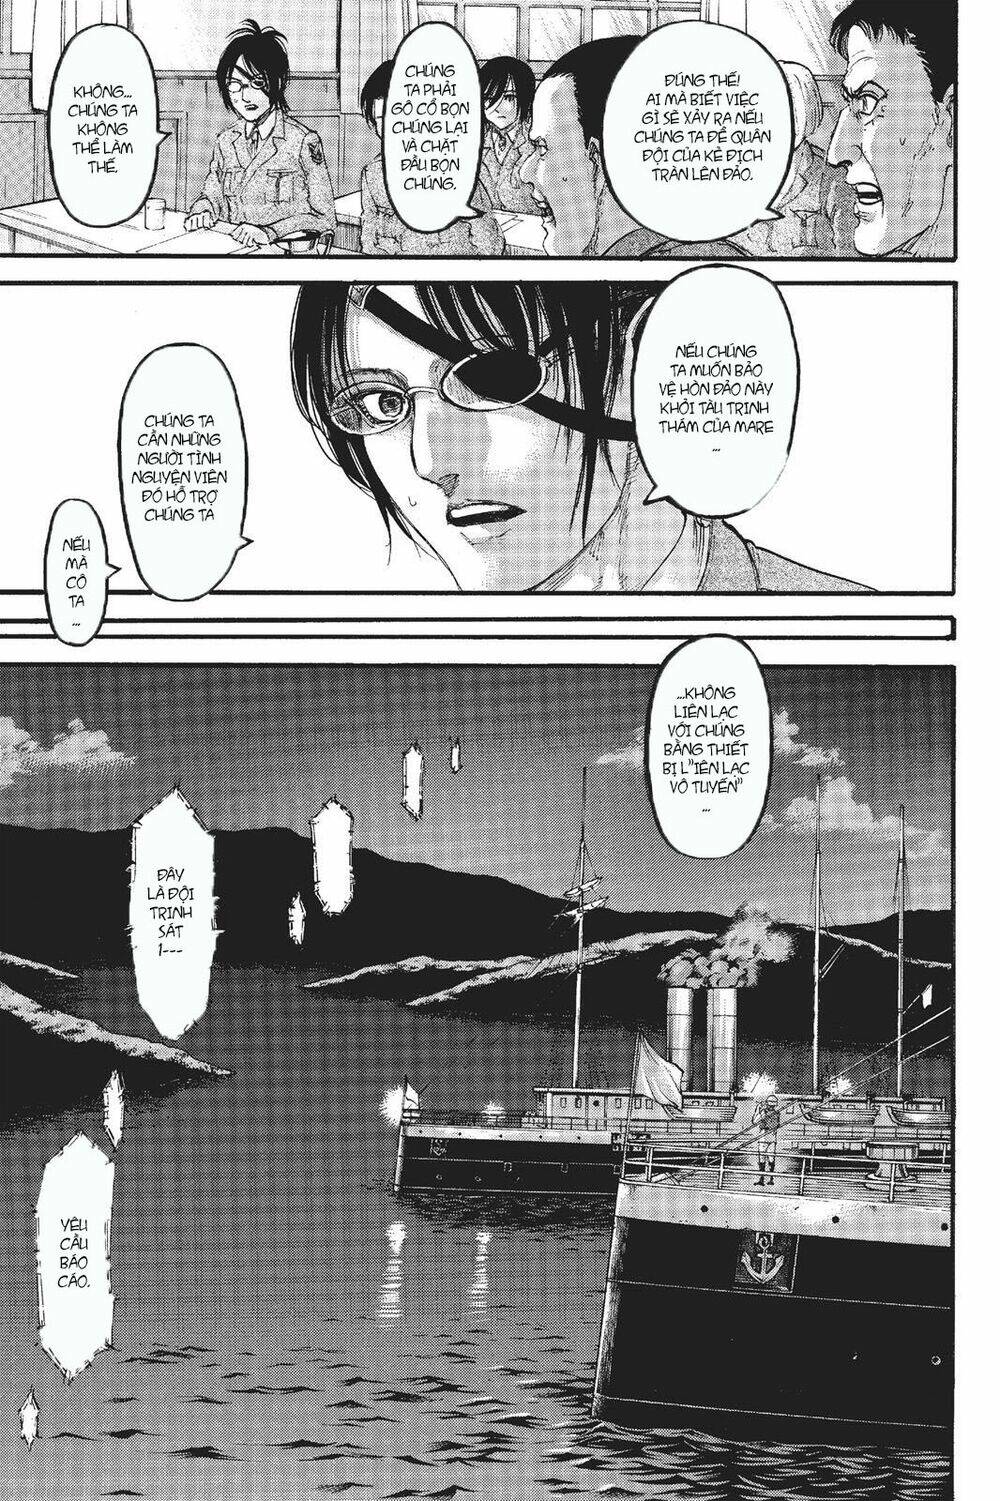 ĐÚNG THẾ!
AI MÀ BIẾT VIỆC
GÌ SẼ XẢY RA NẾU
CHÚNG TA ĐỂ QUÂN
ĐỘI CỦA KẺ ĐỊCH
TRÀN LÊN ĐẢO.
CHÚNG
TA PHẢI
GÔ CỔ BỌN
CHÚNG LẠI
VÀ CHẶT
ĐẦU BỌN
CHÚNG.
KHÔNG...
CHÚNG TA
KHÔNG
THỂ LÀM
THẾ.
NẾU CHÚNG
TA MUỐN BẢO
VỆ HÒN ĐẢO NÀY
KHỎI TÀU TRINH
THÁM CỦA MARE
...
CHÚNG TA
CẦN NHỮNG
NGƯỜI TÌNH
NGUYỆN VIÊN
ĐÓ HỖ TRỢ
CHÚNG TA
NẾU
MÀ
CÔ
TA
...
...KHÔNG
LIÊN LẠC
VỚI CHÚNG
BẰNG THIẾT
BỊ L"IÊN LẠC
VÔ TUYẾN"
...
ĐÂY
LÀ ĐỘI
TRINH
SÁT
1---
YÊU
CẦU
BÁO
CÁO.